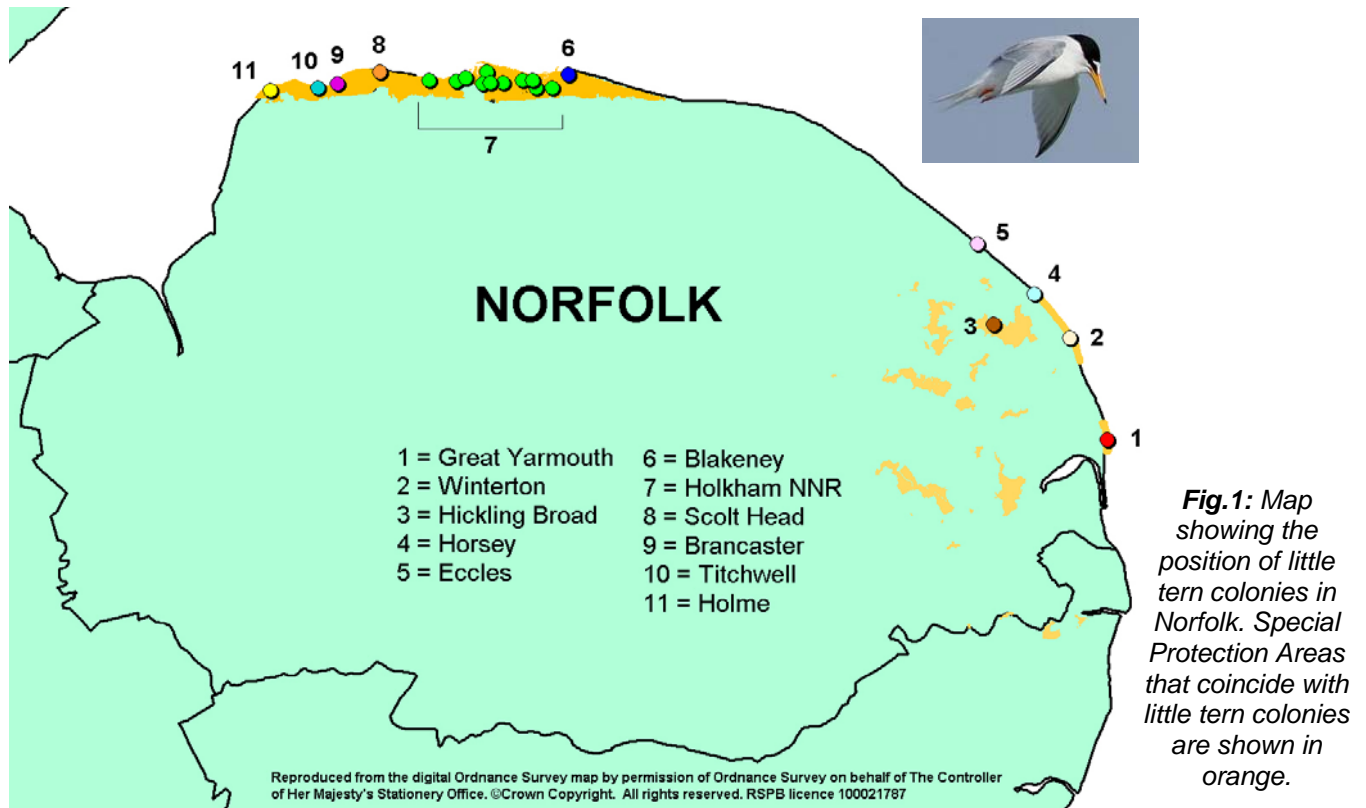 11
10
9
8
6
7
5
4
NORFOLK
3
2
1
1 = Great Yarmouth
2 = Winterton
3 = Hickling Broad
4 = Horsey
5 = Eccles
6 = Blakeney
7 = Holkham NNR
8 = Scolt Head
9 = Brancaster
10 = Titchwell
11 = Holme
Fig.1: Map
showing the
position of little
tern colonies in
Norfolk. Special
Protection Areas
that coincide with
little tern colonies
are shown in
orange.
Reproduced from the digital Ordnance Survey map by permission of Ordnance Survey on behalf of The Controller
of Her Majesty's Stationery Office. ©Crown Copyright. All rights reserved. RSPB licence 100021787